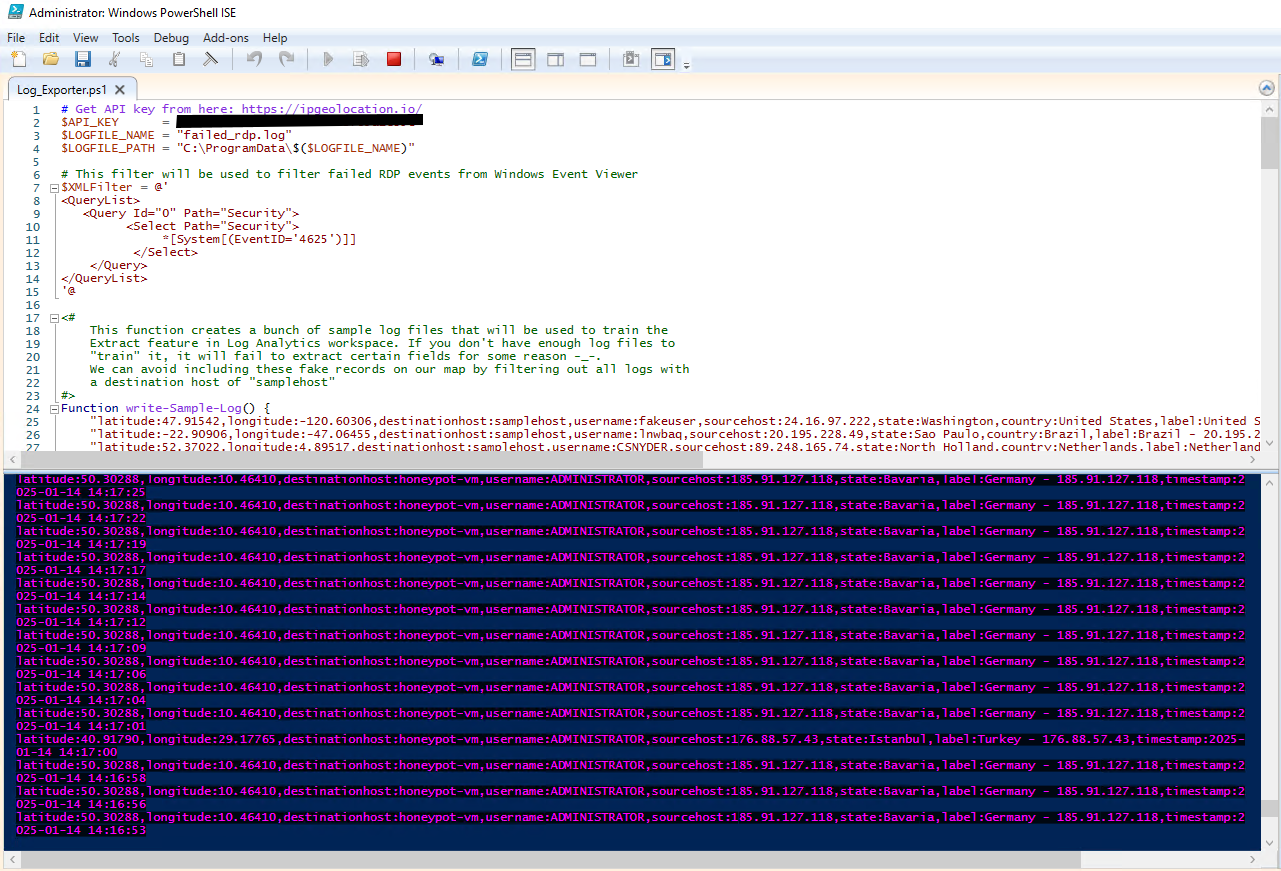 Administrator: Windows PowerShell ISE
File Edit View Tools Debug Add-ons Help
Log_Exporter.ps1
1 # Get API key from here: https://ipgeolocation.io/
2 $API_KEY =
3 $LOGFILE_NAME = "failed_rdp.log"
4 $LOGFILE_PATH = "C:\ProgramData\$($LOGFILE_NAME)"
5
6 # This filter will be used to filter failed RDP events from Windows Event Viewer
7 $XMLFilter = @'
8 <QueryList>
9 <Query Id="0" Path="Security">
10 <Select Path="Security">
11 *[System[(EventID='4625')]]
12 </Select>
13 </Query>
14 </QueryList>
15 '@
16
17 <#
18 This function creates a bunch of sample log files that will be used to train the
19 Extract feature in Log Analytics workspace. If you don't have enough log files to
20 "train" it, it will fail to extract certain fields for some reason -_-.
21 We can avoid including these fake records on our map by filtering out all logs with
22 a destination host of "samplehost"
23 #>
24 Function write-Sample-Log() {
25 "latitude:47.91542,longitude:-120.60306,destinationhost:samplehost,username:fakeuser,sourcehost:24.16.97.222,state:Washington,country:United States,label:United S
26 "latitude:-22.90906,longitude:-47.06455,destinationhost:samplehost,username:lnwbaq,sourcehost:20.195.228.49,state:Sao Paulo,country:Brazil,label:Brazil - 20.195.2
27 "latitude:52.37022,longitude:4.89517,destinationhost:samplehost,username:CSNYDER,sourcehost:89.248.165.74,state:North Holland,country:Netherlands,label:Netherland
latitude:50.30288,longitude:10.46410,destinationhost:honeypot-vm,username:ADMINISTRATOR,sourcehost:185.91.127.118,state:Bavaria,label:Germany - 185.91.127.118,timestamp:2
025-01-14 14:17:25
latitude:50.30288,longitude:10.46410,destinationhost:honeypot-vm,username:ADMINISTRATOR,sourcehost:185.91.127.118,state:Bavaria,label:Germany - 185.91.127.118,timestamp:2
025-01-14 14:17:22
latitude:50.30288,longitude:10.46410,destinationhost:honeypot-vm,username:ADMINISTRATOR,sourcehost:185.91.127.118,state:Bavaria,label:Germany - 185.91.127.118,timestamp:2
025-01-14 14:17:19
latitude:50.30288,longitude:10.46410,destinationhost:honeypot-vm,username:ADMINISTRATOR,sourcehost:185.91.127.118,state:Bavaria,label:Germany - 185.91.127.118,timestamp:2
025-01-14 14:17:17
latitude:50.30288,longitude:10.46410,destinationhost:honeypot-vm,username:ADMINISTRATOR,sourcehost:185.91.127.118,state:Bavaria,label:Germany - 185.91.127.118,timestamp:2
025-01-14 14:17:14
latitude:50.30288,longitude:10.46410,destinationhost:honeypot-vm,username:ADMINISTRATOR,sourcehost:185.91.127.118,state:Bavaria,label:Germany - 185.91.127.118,timestamp:2
025-01-14 14:17:12
latitude:50.30288,longitude:10.46410,destinationhost:honeypot-vm,username:ADMINISTRATOR,sourcehost:185.91.127.118,state:Bavaria,label:Germany - 185.91.127.118,timestamp:2
025-01-14 14:17:09
latitude:50.30288,longitude:10.46410,destinationhost:honeypot-vm,username:ADMINISTRATOR,sourcehost:185.91.127.118,state:Bavaria,label:Germany - 185.91.127.118,timestamp:2
025-01-14 14:17:06
latitude:50.30288,longitude:10.46410,destinationhost:honeypot-vm,username:ADMINISTRATOR,sourcehost:185.91.127.118,state:Bavaria,label:Germany - 185.91.127.118,timestamp:2
025-01-14 14:17:04
latitude:50.30288,longitude:10.46410,destinationhost:honeypot-vm,username:ADMINISTRATOR,sourcehost:185.91.127.118,state:Bavaria,label:Germany - 185.91.127.118,timestamp:2
025-01-14 14:17:01
latitude:40.91790,longitude:29.17765,destinationhost:honeypot-vm,username:ADMINISTRATOR,sourcehost:176.88.57.43,state:Istanbul,label:Turkey - 176.88.57.43,timestamp:2025-
01-14 14:17:00
latitude:50.30288,longitude:10.46410,destinationhost:honeypot-vm,username:ADMINISTRATOR,sourcehost:185.91.127.118,state:Bavaria,label:Germany - 185.91.127.118,timestamp:2
025-01-14 14:16:58
latitude:50.30288,longitude:10.46410,destinationhost:honeypot-vm,username:ADMINISTRATOR,sourcehost:185.91.127.118,state:Bavaria,label:Germany - 185.91.127.118,timestamp:2
025-01-14 14:16:56
latitude:50.30288,longitude:10.46410,destinationhost:honeypot-vm,username:ADMINISTRATOR,sourcehost:185.91.127.118,state:Bavaria,label:Germany - 185.91.127.118,timestamp:2
025-01-14 14:16:53